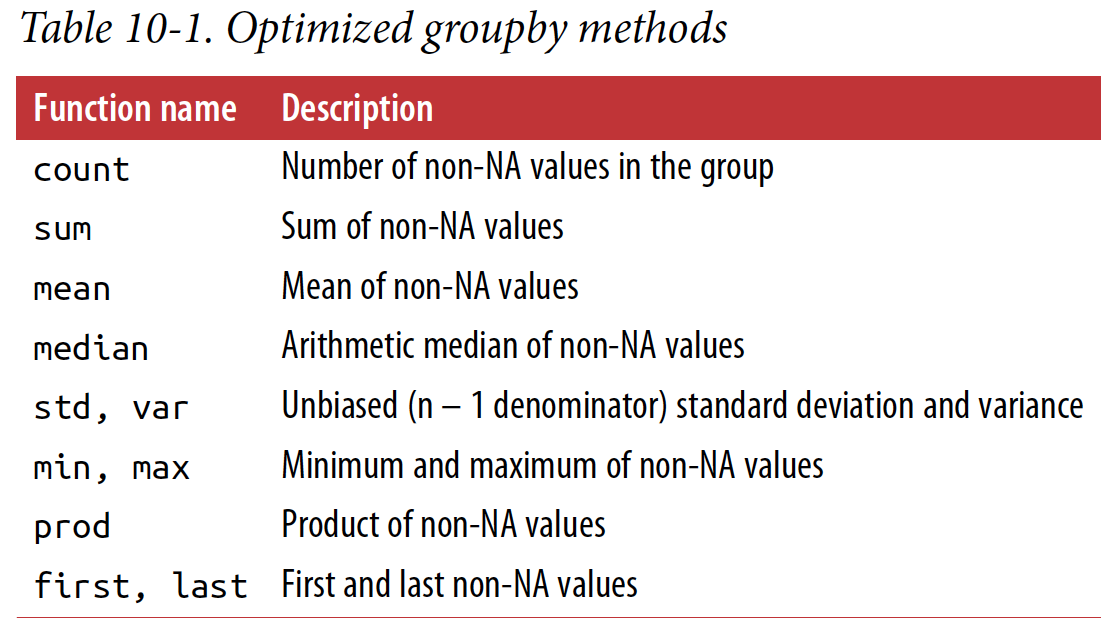 Table 10-1. Optimized groupby methods
Function name Description
count Number of non-NA values in the group
sum Sum of non-NA values
mean Mean of non-NA values
median Arithmetic median of non-NA values
std, var Unbiased (n – 1 denominator) standard deviation and variance
min, max Minimum and maximum of non-NA values
prod Product of non-NA values
first, last First and last non-NA values